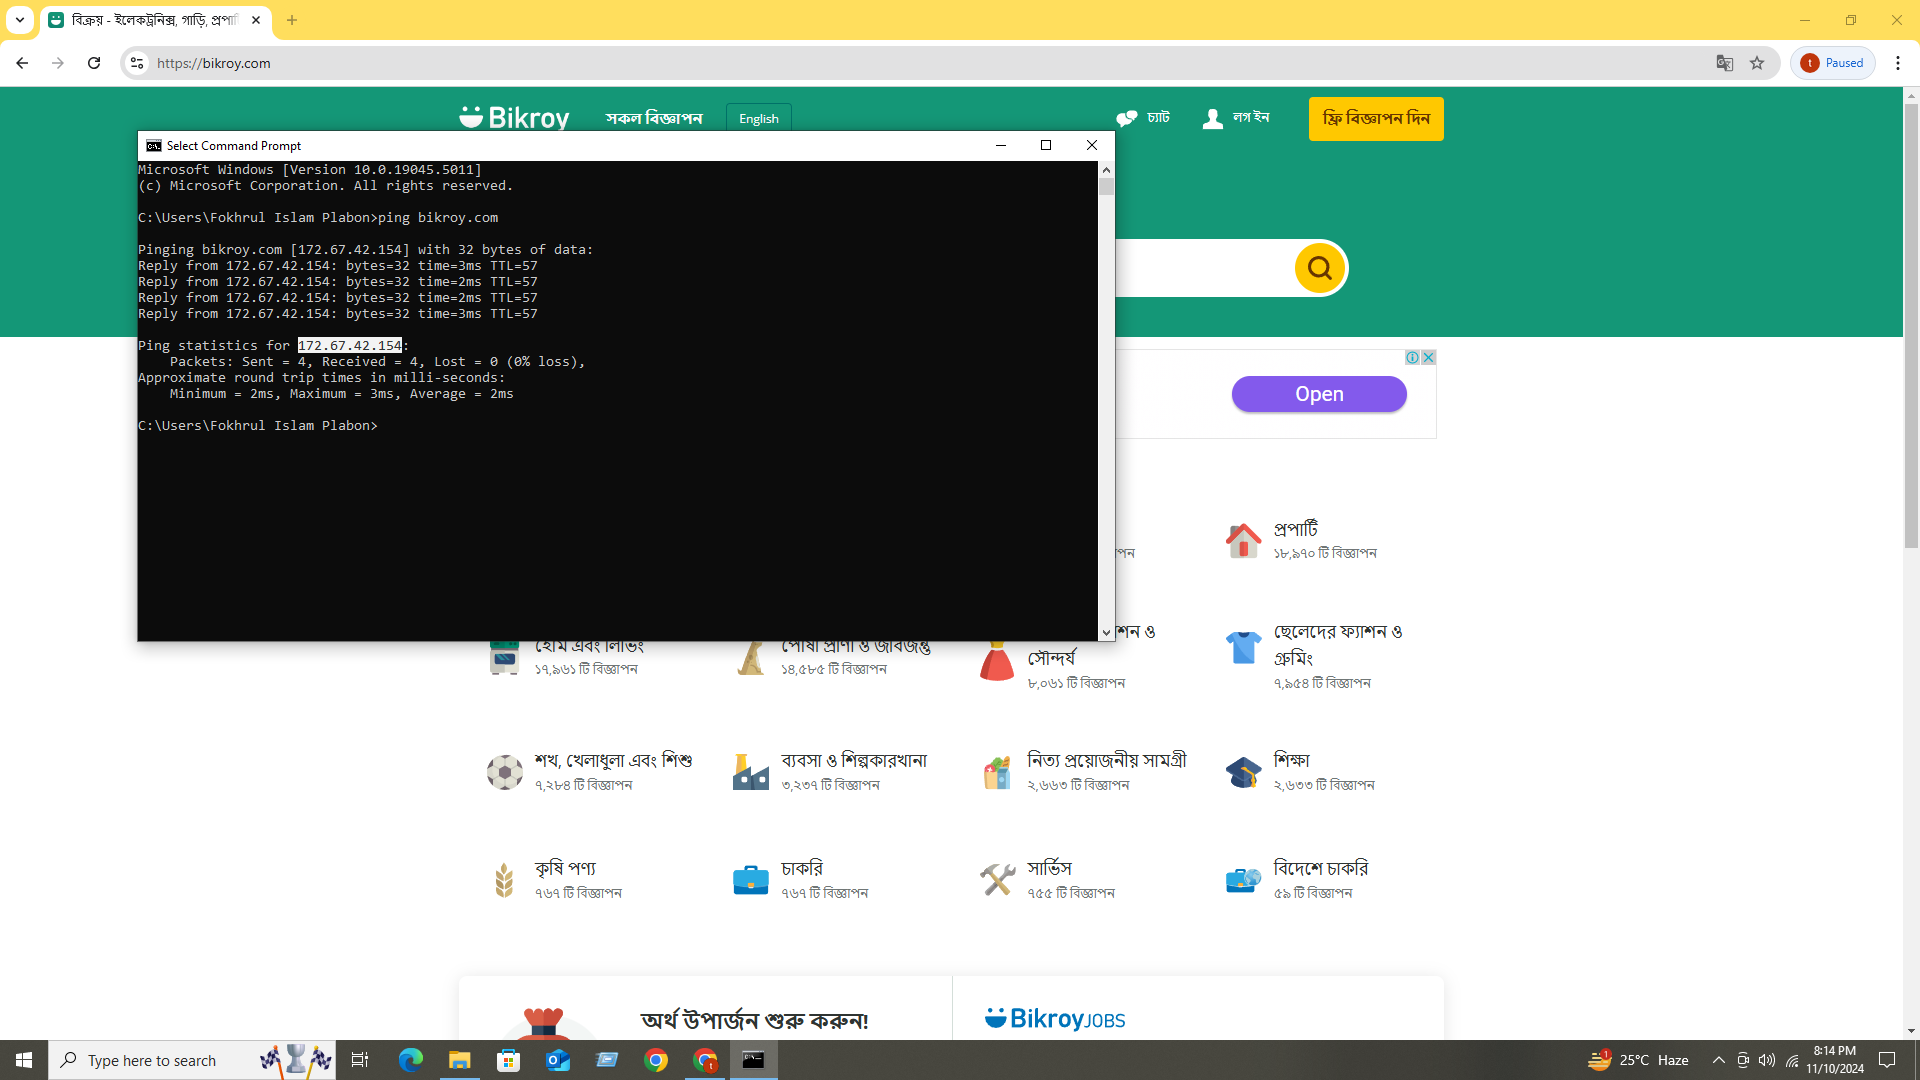 বিক্রয় - ইলেকট্রনিক্স, গাড়ি, প্রপার্টি
https://bikroy.com
t
Paused
Bikroy
সকল বিজ্ঞাপন
English
চ্যাট
লগ ইন
ফ্রি বিজ্ঞাপন দিন
Select Command Prompt
Microsoft Windows [Version 10.0.19045.5011]
(c) Microsoft Corporation. All rights reserved.
C:\Users\Fokhrul Islam Plabon>ping bikroy.com
Pinging bikroy.com [172.67.42.154] with 32 bytes of data:
Reply from 172.67.42.154: bytes=32 time=3ms TTL=57
Reply from 172.67.42.154: bytes=32 time=2ms TTL=57
Reply from 172.67.42.154: bytes=32 time=2ms TTL=57
Reply from 172.67.42.154: bytes=32 time=3ms TTL=57
Ping statistics for 172.67.42.154:
Packets: Sent = 4, Received = 4, Lost = 0 (0% loss),
Approximate round trip times in milli-seconds:
Minimum = 2ms, Maximum = 3ms, Average = 2ms
C:\Users\Fokhrul Islam Plabon>
Open
প্রপার্টি
১৮,৯৭০ টি বিজ্ঞাপন
হোম এবং লিভিং
১৭,৯৬১ টি বিজ্ঞাপন
পোষা প্রাণী ও জীবজন্তু
১৪,৫৮৫ টি বিজ্ঞাপন
ও
সৌন্দর্য
৮,০৬১ টি বিজ্ঞাপন
ছেলেদের ফ্যাশন ও
গ্রুমিং
৭,৯৫৪ টি বিজ্ঞাপন
শখ, খেলাধুলা এবং শিশু
৭,২৮৪ টি বিজ্ঞাপন
ব্যবসা ও শিল্পকারখানা
৩,২৩৭ টি বিজ্ঞাপন
নিত্য প্রয়োজনীয় সামগ্রী
২,৬৬৩ টি বিজ্ঞাপন
শিক্ষা
২,৬৩৩ টি বিজ্ঞাপন
কৃষি পণ্য
৭৬৭ টি বিজ্ঞাপন
চাকরি
৭৬৭ টি বিজ্ঞাপন
সার্ভিস
৭৫৫ টি বিজ্ঞাপন
বিদেশে চাকরি
৫৯ টি বিজ্ঞাপন
অর্থ উপার্জন শুরু করুন!
BikroyJOBS
Type here to search
1
25°C Haze
8:14 PM
11/10/2024